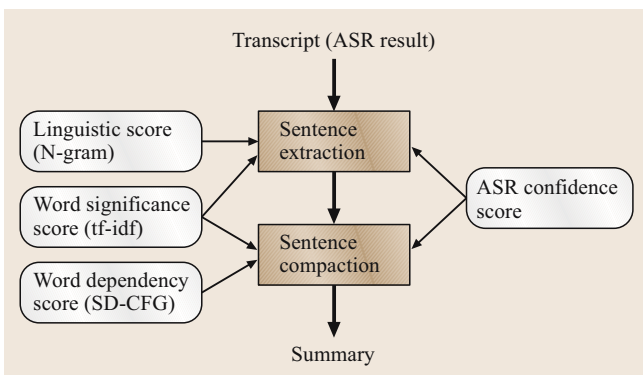 Transcript (ASR result)
Linguistic score
(N-gram)
Sentence
extraction
Word significance
score (tf-idf)
ASR confidence
score
Sentence
compaction
Word dependency
score (SD-CFG)
Summary